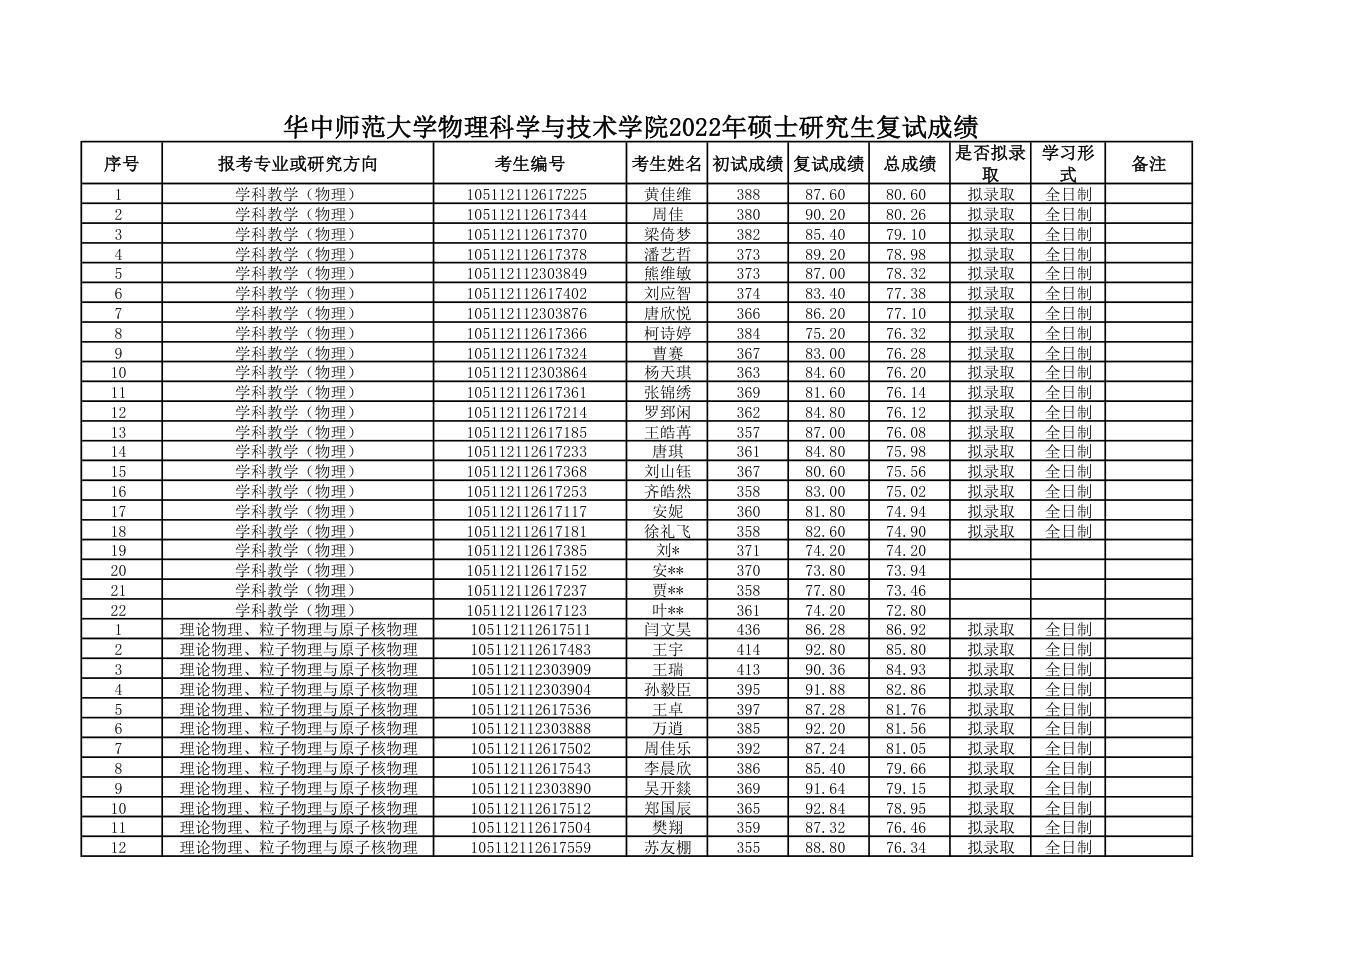 华中师范大学物理科学与技术学院2022年硕士研究生复试成绩
序号 报考专业或研究方向 考生编号 考生姓名 初试成绩 复试成绩 总成绩 是否拟录取 学习形式 备注
1 学科教学（物理） 105112112617225 黄佳维 388 87.60 80.60 拟录取 全日制
2 学科教学（物理） 105112112617344 周佳 380 90.20 80.26 拟录取 全日制
3 学科教学（物理） 105112112617370 梁倚梦 382 85.40 79.10 拟录取 全日制
4 学科教学（物理） 105112112617378 潘艺哲 373 89.20 78.98 拟录取 全日制
5 学科教学（物理） 105112112303849 熊维敏 373 87.00 78.32 拟录取 全日制
6 学科教学（物理） 105112112617402 刘应智 374 83.40 77.38 拟录取 全日制
7 学科教学（物理） 105112112303876 唐欣悦 366 86.20 77.10 拟录取 全日制
8 学科教学（物理） 105112112617366 柯诗婷 384 75.20 76.32 拟录取 全日制
9 学科教学（物理） 105112112617324 曹赛 367 83.00 76.28 拟录取 全日制
10 学科教学（物理） 105112112303864 杨天琪 363 84.60 76.20 拟录取 全日制
11 学科教学（物理） 105112112617361 张锦绣 369 81.60 76.14 拟录取 全日制
12 学科教学（物理） 105112112617214 罗郅闲 362 84.80 76.12 拟录取 全日制
13 学科教学（物理） 105112112617185 王皓苒 357 87.00 76.08 拟录取 全日制
14 学科教学（物理） 105112112617233 唐琪 361 84.80 75.98 拟录取 全日制
15 学科教学（物理） 105112112617368 刘山钰 367 80.60 75.56 拟录取 全日制
16 学科教学（物理） 105112112617253 齐皓然 358 83.00 75.02 拟录取 全日制
17 学科教学（物理） 105112112617117 安妮 360 81.80 74.94 拟录取 全日制
18 学科教学（物理） 105112112617181 徐礼飞 358 82.60 74.90 拟录取 全日制
19 学科教学（物理） 105112112617385 刘* 371 74.20 74.20
20 学科教学（物理） 105112112617152 安** 370 73.80 73.94
21 学科教学（物理） 105112112617237 贾** 358 77.80 73.46
22 学科教学（物理） 105112112617123 叶** 361 74.20 72.80
1 理论物理、粒子物理与原子核物理 105112112617511 闫文昊 436 86.28 86.92 拟录取 全日制
2 理论物理、粒子物理与原子核物理 105112112617483 王宇 414 92.80 85.80 拟录取 全日制
3 理论物理、粒子物理与原子核物理 105112112303909 王瑞 413 90.36 84.93 拟录取 全日制
4 理论物理、粒子物理与原子核物理 105112112303904 孙毅臣 395 91.88 82.86 拟录取 全日制
5 理论物理、粒子物理与原子核物理 105112112617536 王卓 397 87.28 81.76 拟录取 全日制
6 理论物理、粒子物理与原子核物理 105112112303888 万逍 385 92.20 81.56 拟录取 全日制
7 理论物理、粒子物理与原子核物理 105112112617502 周佳乐 392 87.24 81.05 拟录取 全日制
8 理论物理、粒子物理与原子核物理 105112112617543 李晨欣 386 85.40 79.66 拟录取 全日制
9 理论物理、粒子物理与原子核物理 105112112303890 吴开燚 369 91.64 79.15 拟录取 全日制
10 理论物理、粒子物理与原子核物理 105112112617512 郑国辰 365 92.84 78.95 拟录取 全日制
11 理论物理、粒子物理与原子核物理 105112112617504 樊翔 359 87.32 76.46 拟录取 全日制
12 理论物理、粒子物理与原子核物理 105112112617559 苏友棚 355 88.80 76.34 拟录取 全日制